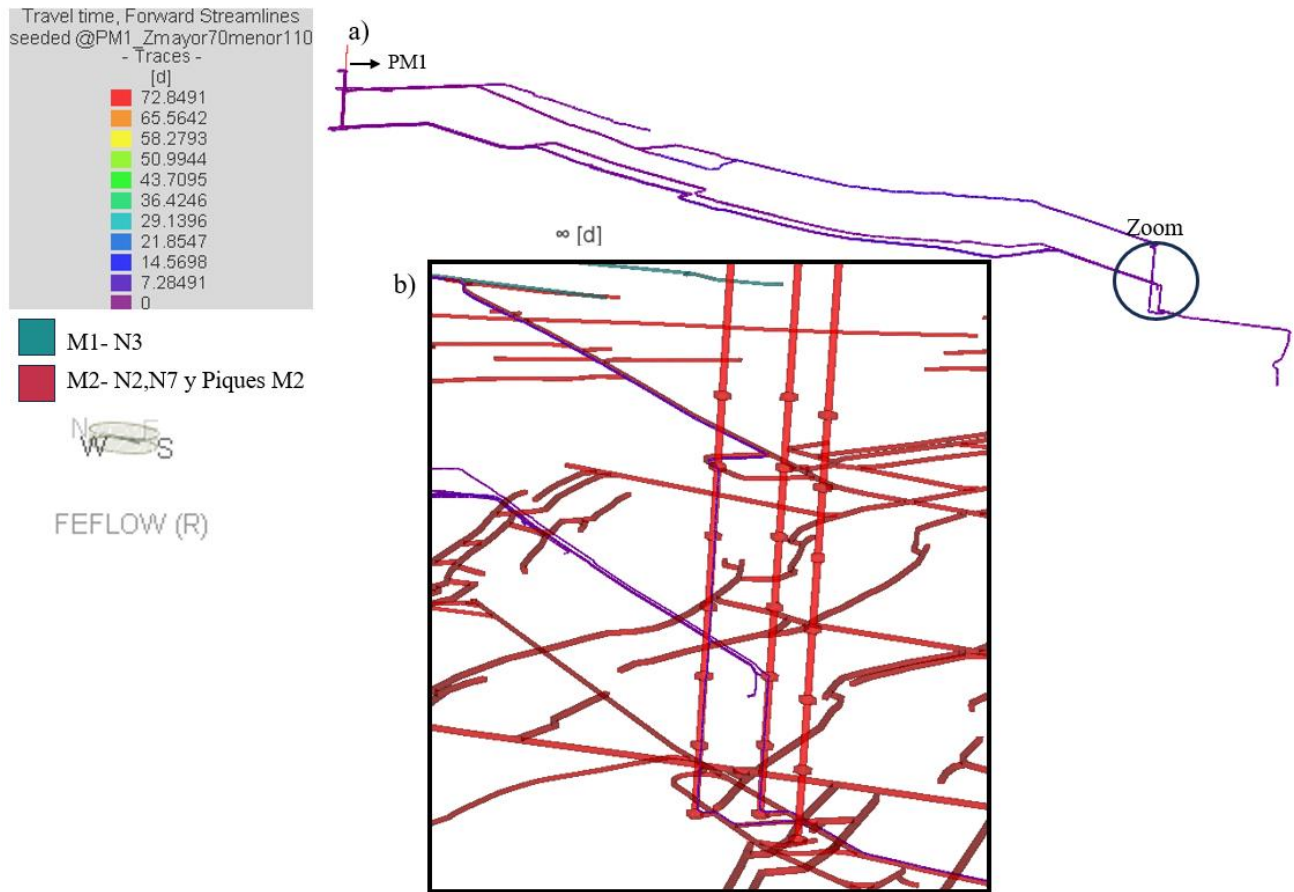 Travel time, Forward Streamlines
seeded @PM1_Zmayor70menor110
- Traces -
[d]
72.8491
65.5642
58.2793
50.9944
43.7095
36.4246
29.1396
21.8547
14.5698
7.28491
0
M1- N3
M2- N2,N7 y Piques M2
N E
W S
FEFLOW (R)
a)
PM1
∞ [d]
Zoom
b)